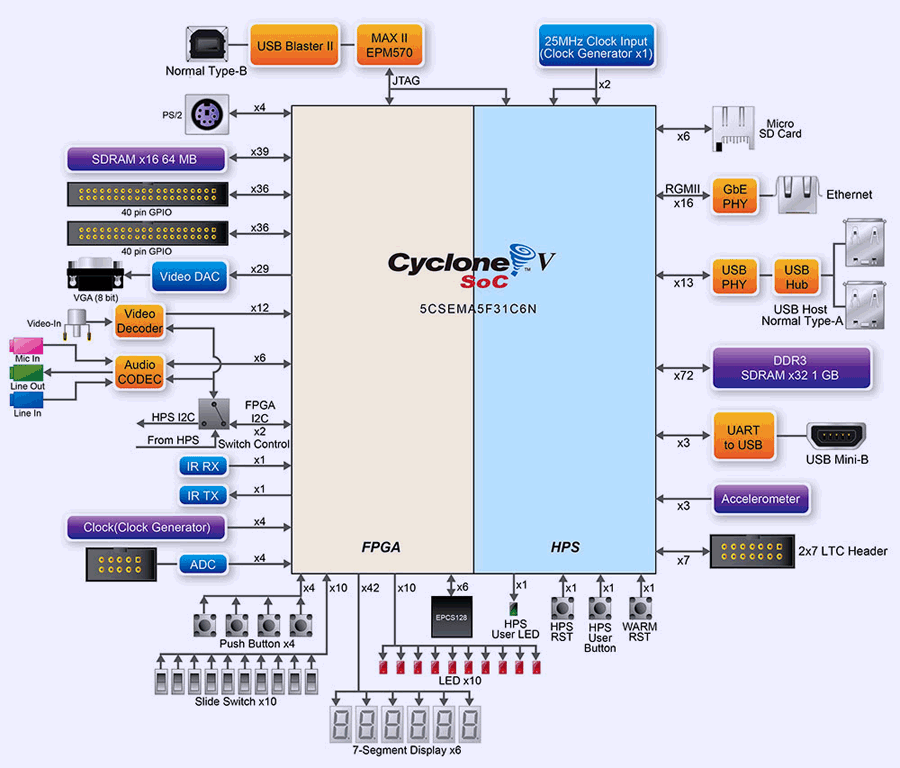 Normal Type-B
USB Blaster II
MAX II
EPM570
JTAG
25MHz Clock Input
(Clock Generator x1)
x2
PS/2
x4
SDRAM x16 64 MB
x39
x36
40 pin GPIO
x36
40 pin GPIO
VGA (8 bit)
Video DAC
x29
Video-In
Video
Decoder
x12
Mic In
Line Out
Line In
Audio
CODEC
x6
HPS I2C
From HPS
FPGA
I2C
x2
Switch Control
IR RX
x1
IR TX
x1
Clock(Clock Generator)
x4
ADC
x4
Cyclone V
SoC
5CSEMA5F31C6N
FPGA
HPS
x6
Micro
SD Card
RGMII
x16
GbE
PHY
Ethernet
x13
USB
PHY
USB
Hub
USB Host
Normal Type-A
x72
DDR3
SDRAM x32 1 GB
x3
UART
to USB
USB Mini-B
x3
Accelerometer
x7
2x7 LTC Header
x4
x10
x42
x10
x6
x1
x1
x1
x1
Push Button x4
Slide Switch x10
7-Segment Display x6
LED x10
EPCS128
HPS
User LED
HPS
RST
HPS
User
Button
WARM
RST